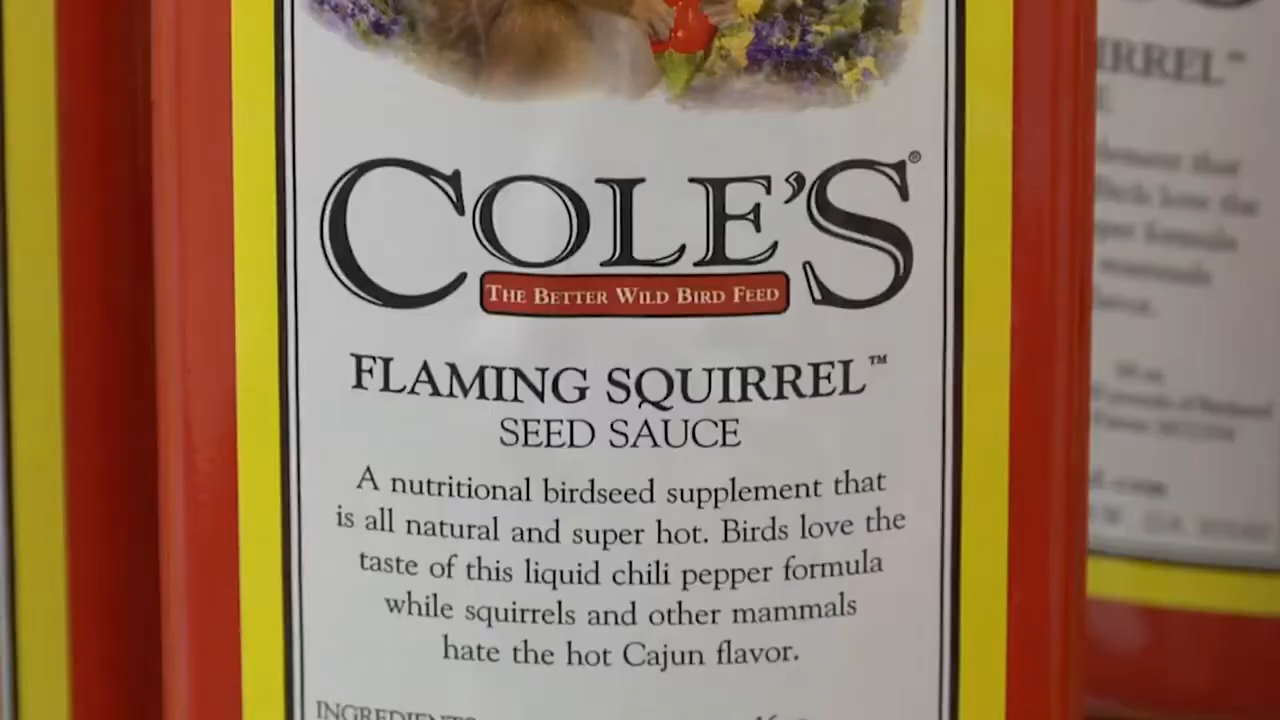 COLE'S®
THE BETTER WILD BIRD FEED
FLAMING SQUIRREL™
SEED SAUCE
A nutritional birdseed supplement that
is all natural and super hot. Birds love the
taste of this liquid chili pepper formula
while squirrels and other mammals
hate the hot Cajun flavor.
IRREL™